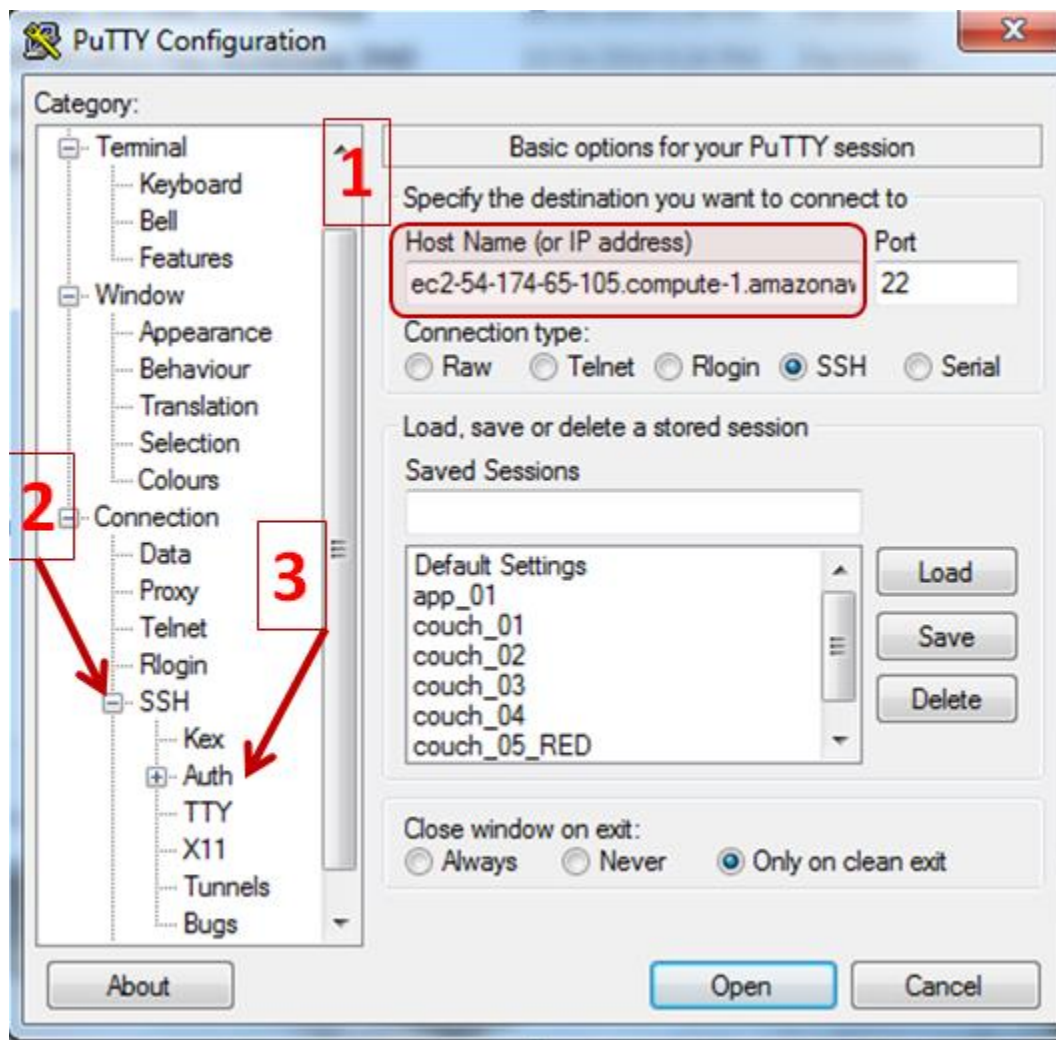 PuTTY Configuration
Category:
Terminal
Keyboard
Bell
Features
Window
Appearance
Behaviour
Translation
Selection
Colours
Connection
Data
Proxy
Telnet
Rlogin
SSH
Kex
Auth
TTY
X11
Tunnels
Bugs
1
2
3
Basic options for your PuTTY session
Specify the destination you want to connect to
Host Name (or IP address) Port
ec2-54-174-65-105.compute-1.amazonav 22
Connection type:
Raw Telnet Rlogin SSH Serial
Load, save or delete a stored session
Saved Sessions
Default Settings
app_01
couch_01
couch_02
couch_03
couch_04
couch_05_RED
Load
Save
Delete
Close window on exit:
Always Never Only on clean exit
About Open Cancel